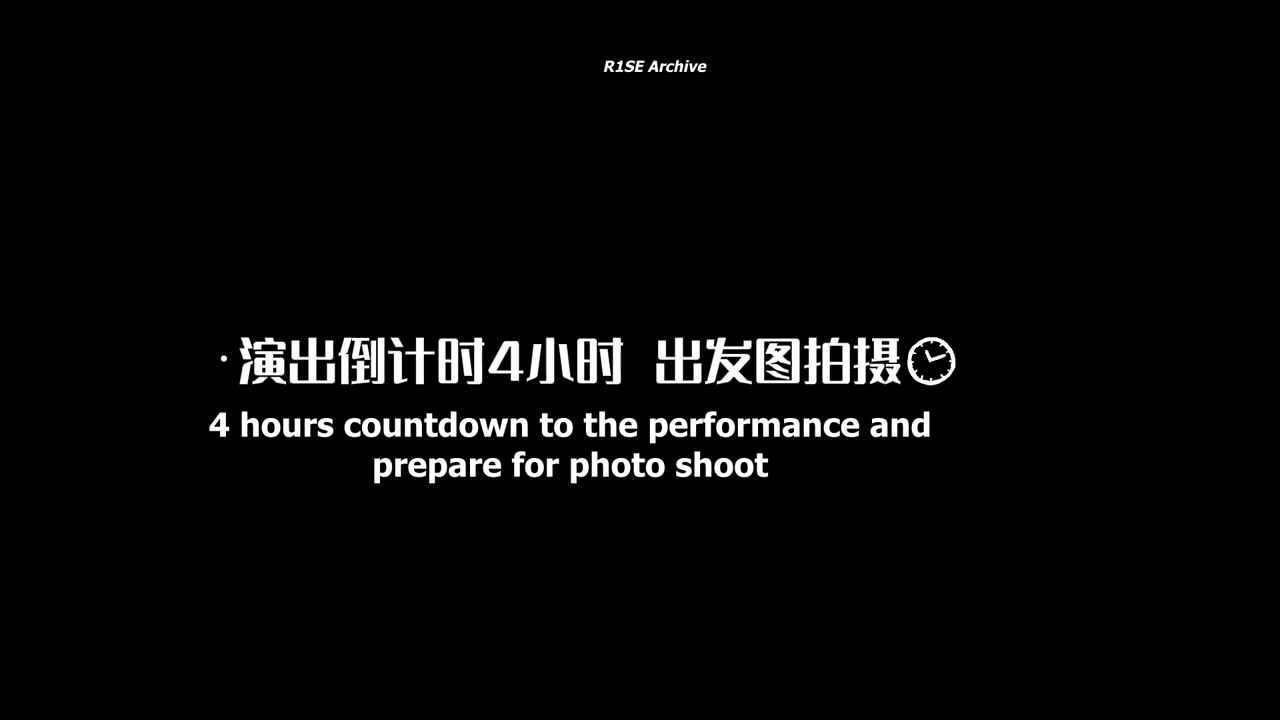 R1SE Archive
·演出倒计时4小时 出发图拍摄
4 hours countdown to the performance and
prepare for photo shoot